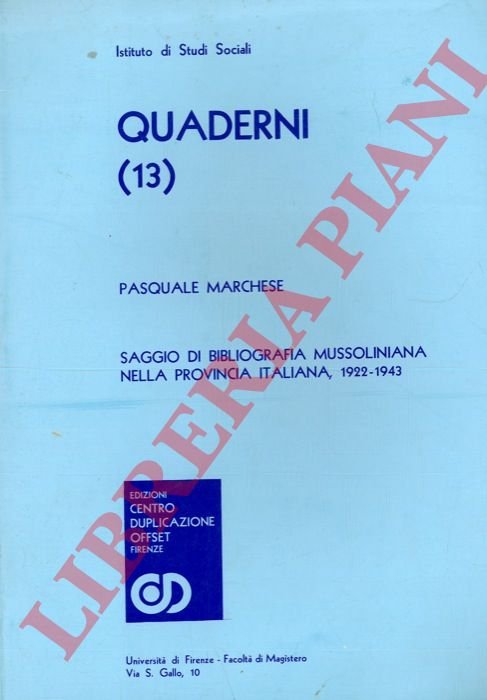 Istituto di Studi Sociali
QUADERNI
(13)
PASQUALE MARCHESE
SAGGIO DI BIBLIOGRAFIA MUSSOLINIANA
NELLA PROVINCIA ITALIANA, 1922-1943
EDIZIONI
CENTRO
DUPLICAZIONE
OFFSET
FIRENZE
Università di Firenze - Facoltà di Magistero
Via S. Gallo, 10
LIBRERIA PIANI